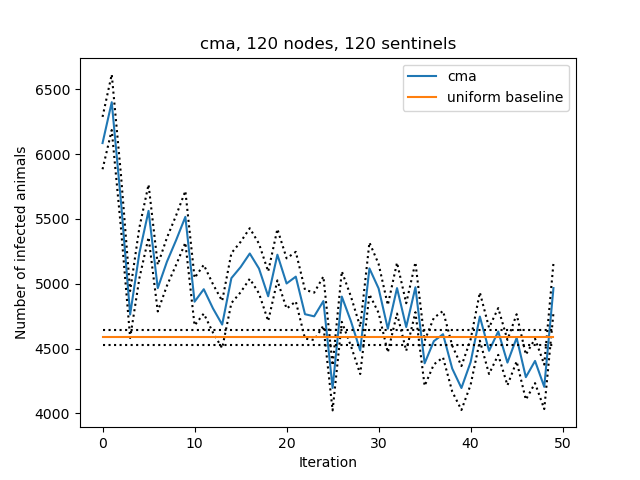 cma, 120 nodes, 120 sentinels
cma
uniform baseline
Number of infected animals
6500
6000
5500
5000
4500
4000
0
10
20
30
40
50
Iteration